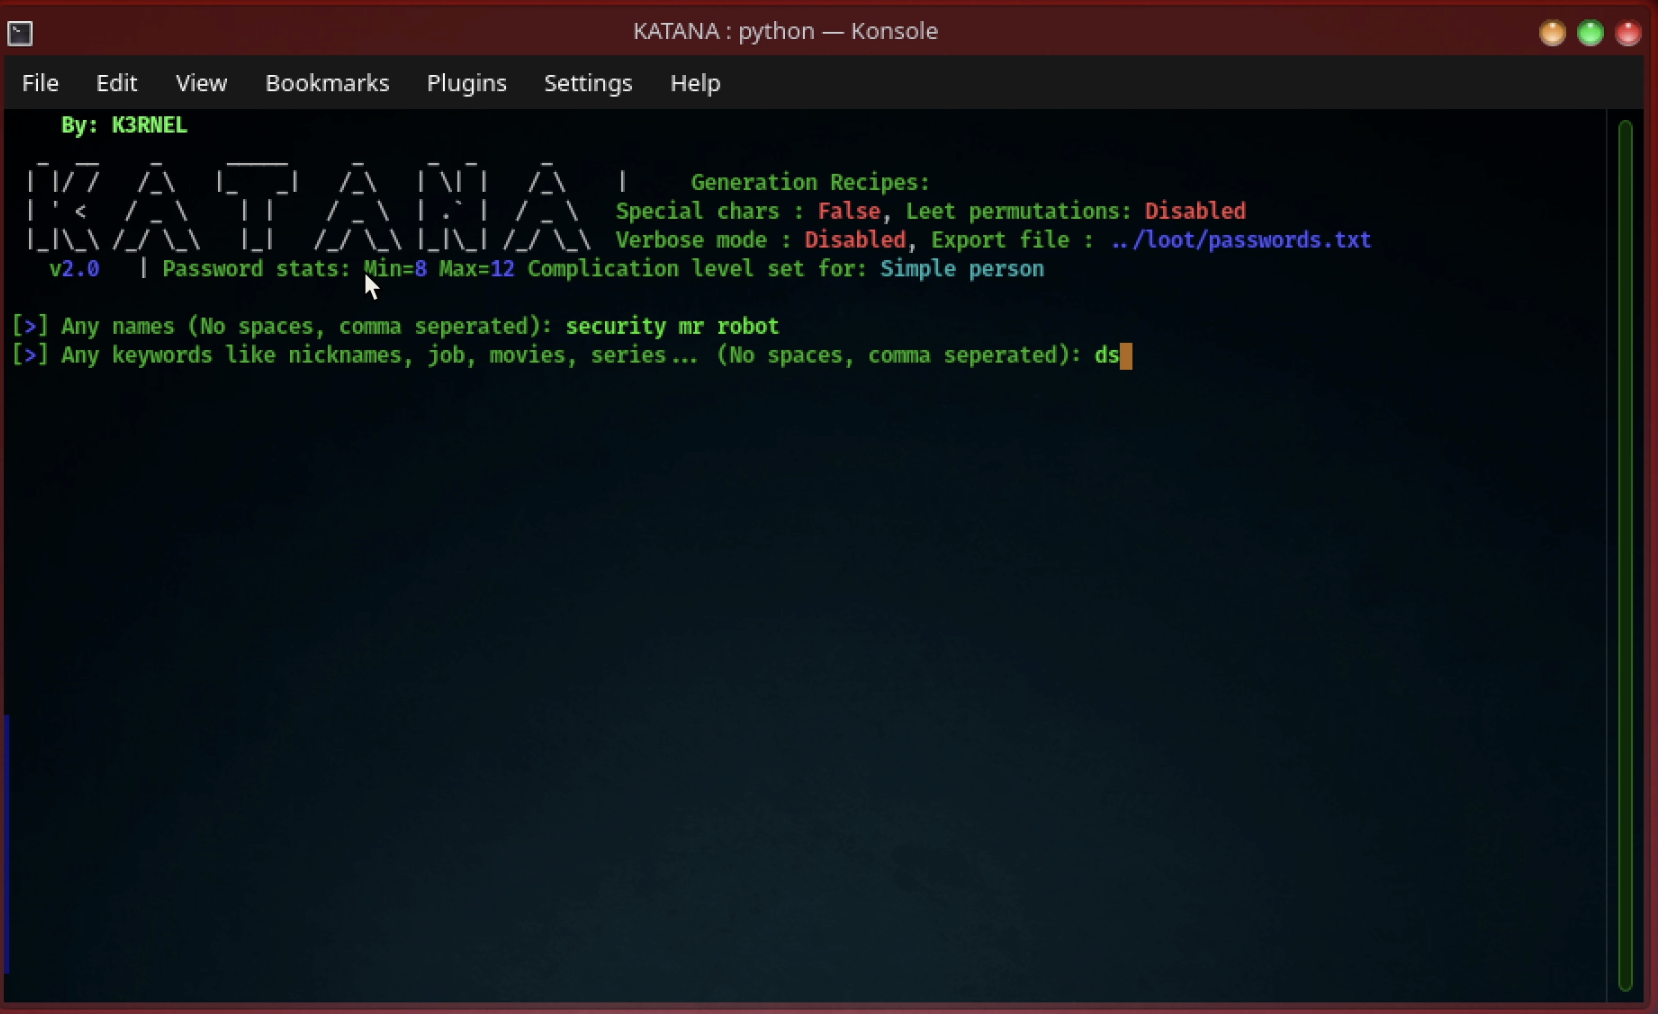 KATANA : python — Konsole
File Edit View Bookmarks Plugins Settings Help
By: K3RNEL
KATANA | Generation Recipes:
Special chars : False, Leet permutations: Disabled
Verbose mode : Disabled, Export file : ../loot/passwords.txt
v2.0 | Password stats: Min=8 Max=12 Complication level set for: Simple person
[>] Any names (No spaces, comma seperated): security mr robot
[>] Any keywords like nicknames, job, movies, series... (No spaces, comma seperated): ds